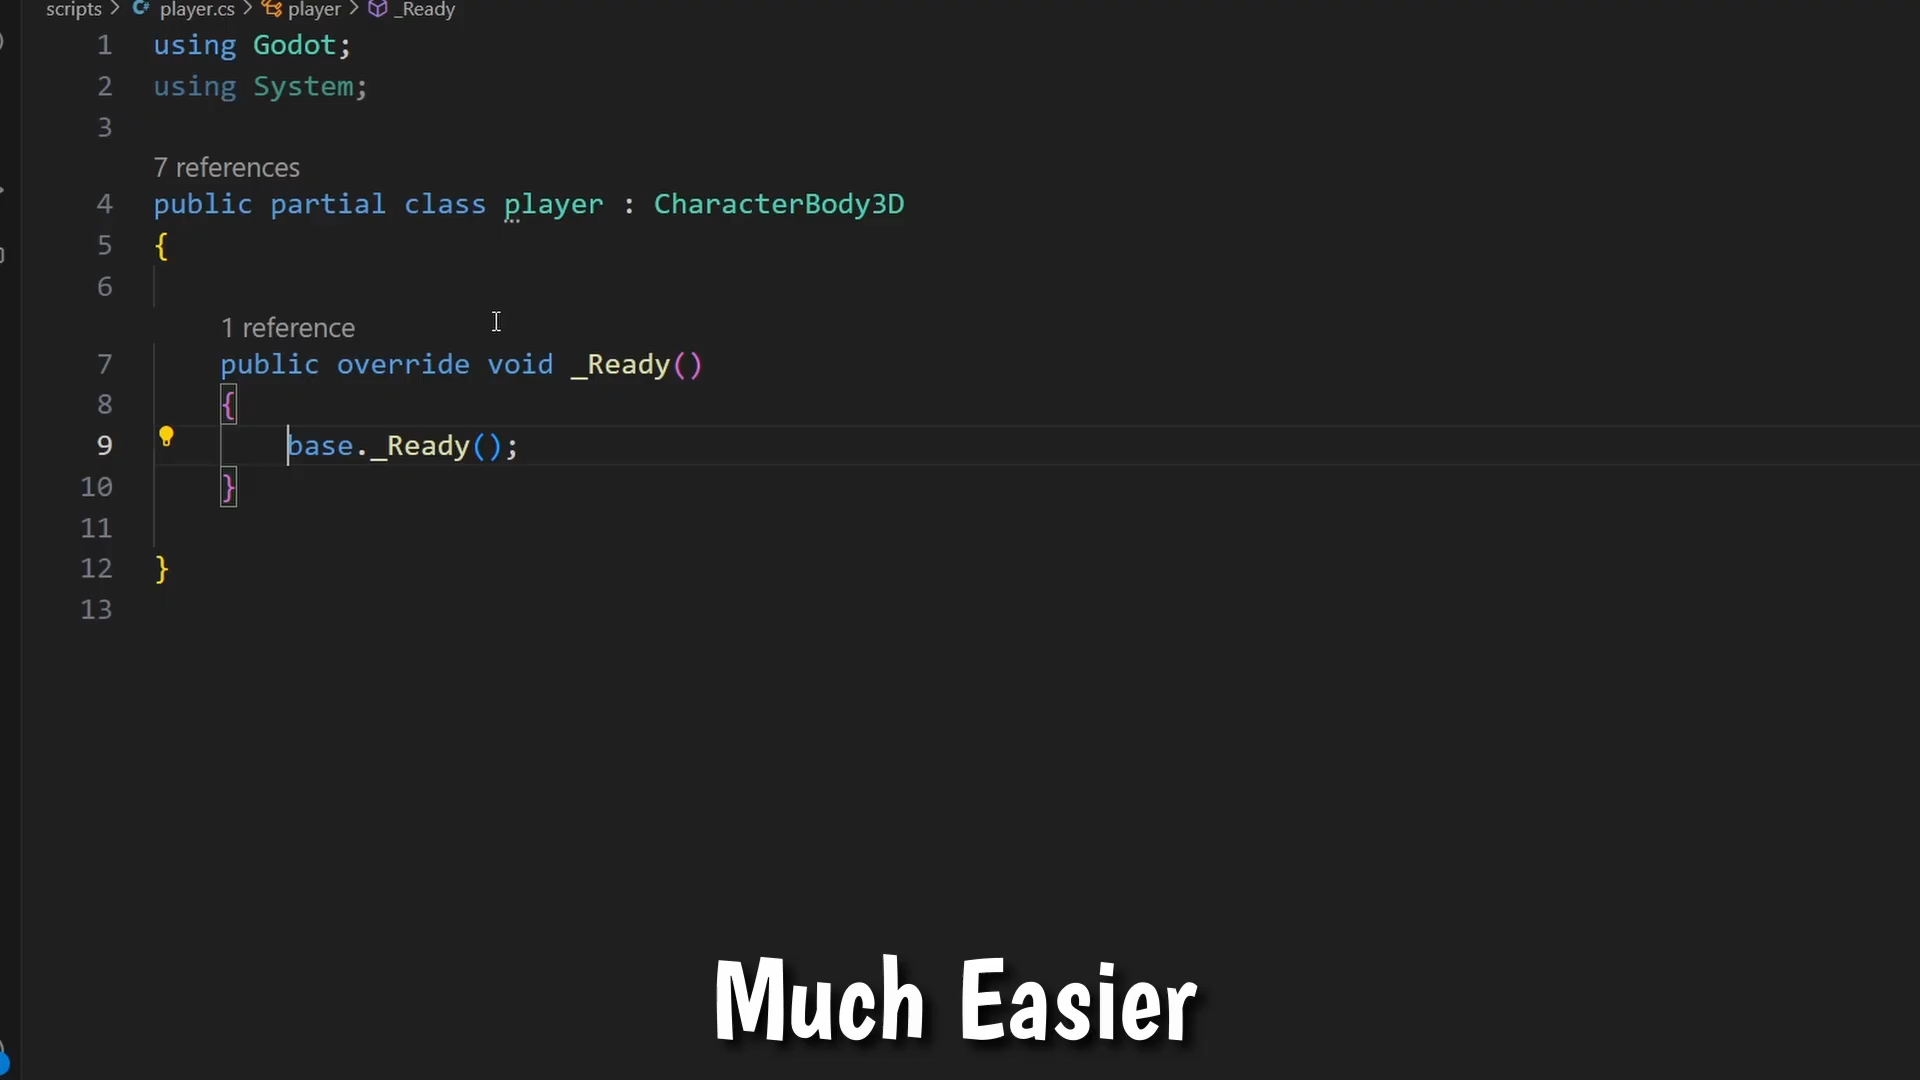 scripts > player.cs > player > _Ready
1 using Godot;
2 using System;
3
7 references
4 public partial class player : CharacterBody3D
5 {
6
1 reference
7 public override void _Ready()
8 {
9 base._Ready();
10 }
11
12 }
13
Much Easier